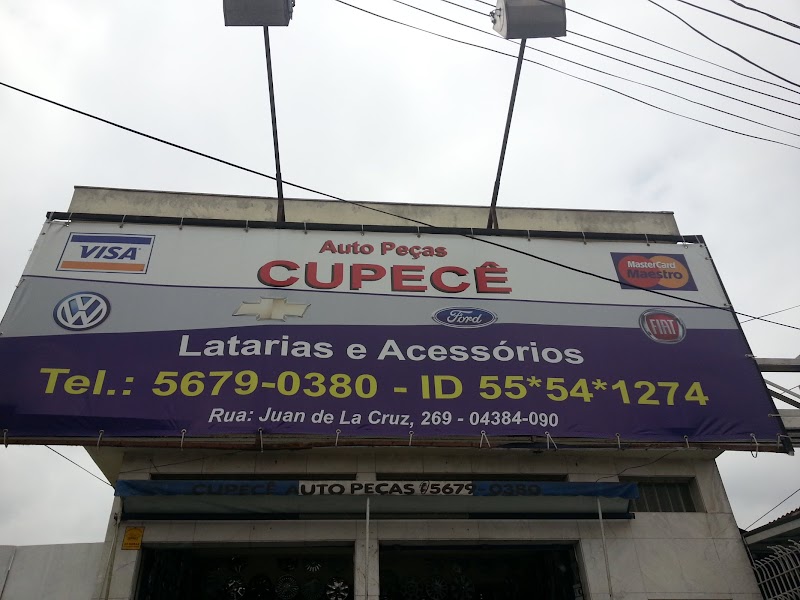 VISA
Auto Peças
CUPECÊ
MasterCard
Maestro
Ford
FIAT
Latarias e Acessórios
Tel.: 5679-0380 - ID 55*54*1274
Rua: Juan de La Cruz, 269 - 04384-090
CUPECÊ AUTO PEÇAS 5679-0380